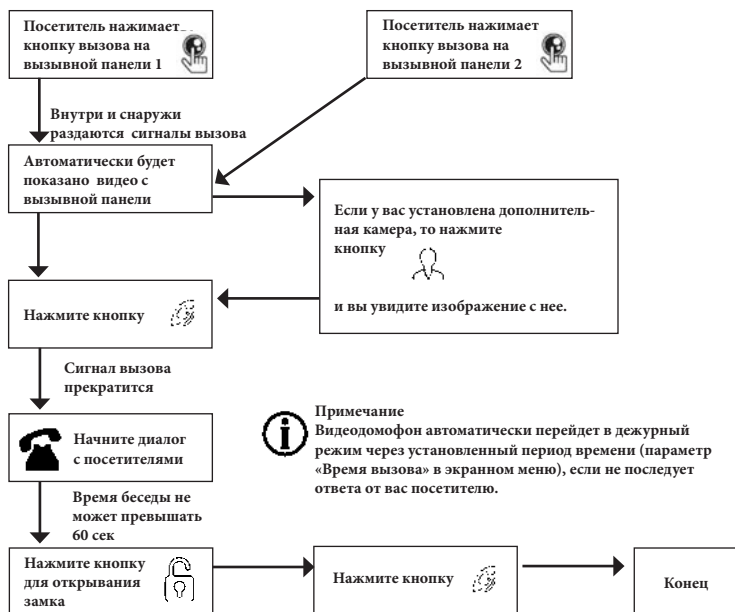 Посетитель нажимает
кнопку вызова на
вызывной панели 1
Посетитель нажимает
кнопку вызова на
вызывной панели 2
Внутри и снаружи
раздаются сигналы вызова
Автоматически будет
показано видео с
вызывной панели
Если у вас установлена дополнитель-
ная камера, то нажмите
кнопку
и вы увидите изображение с нее.
Нажмите кнопку
Сигнал вызова
прекратится
Начните диалог
с посетителями
Примечание
Видеодомофон автоматически перейдет в дежурный
режим через установленный период времени (параметр
«Время вызова» в экранном меню), если не последует
ответа от вас посетителю.
Время беседы не
может превышать
60 сек
Нажмите кнопку
для открывания
замка
Нажмите кнопку
Конец